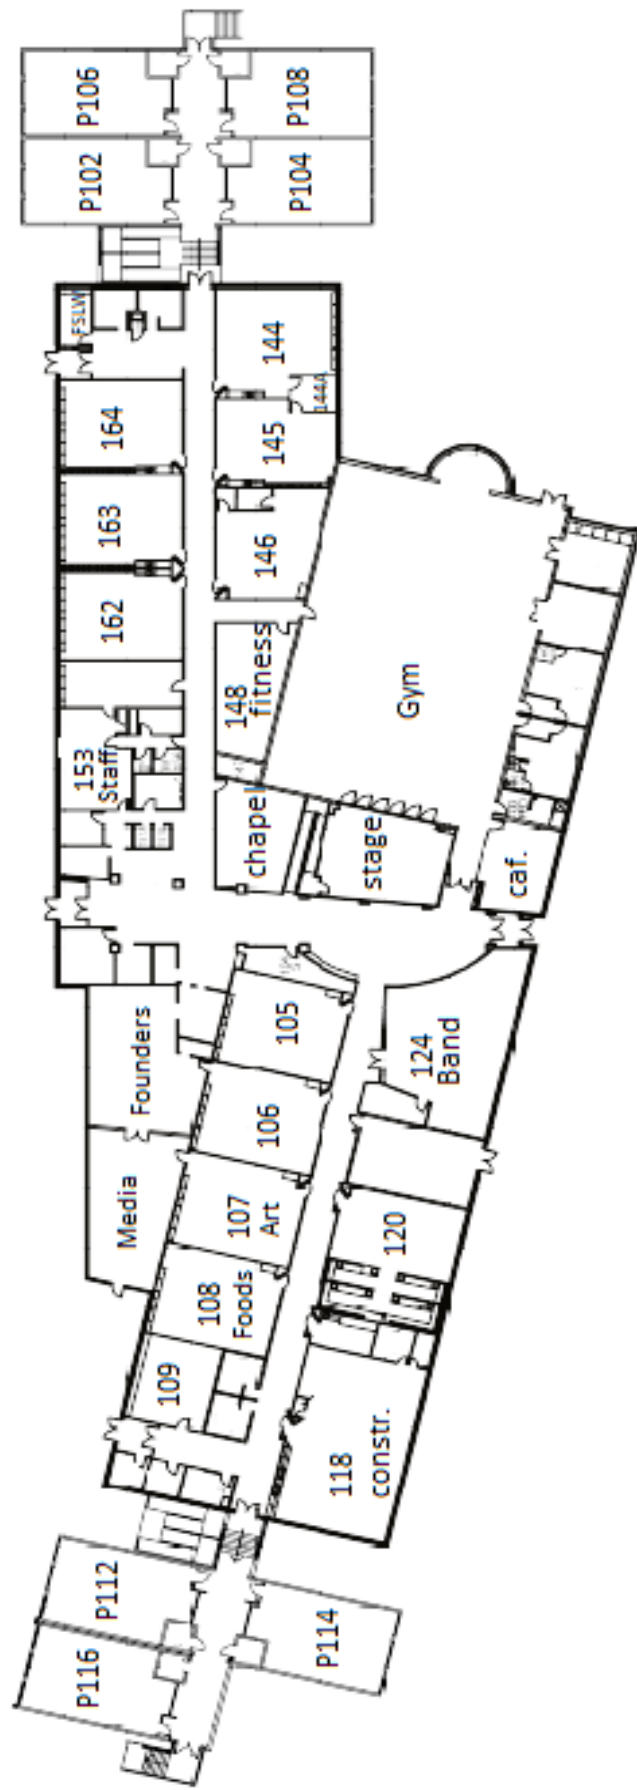 P106
P108
P102
P104
FSLW
144
144A
164
145
163
146
162
148
fitness
Gym
153
Staff
chapel
stage
caf.
Founders
105
124
Band
106
Media
107
Art
120
108
Foods
109
118
constr.
P112
P114
P116